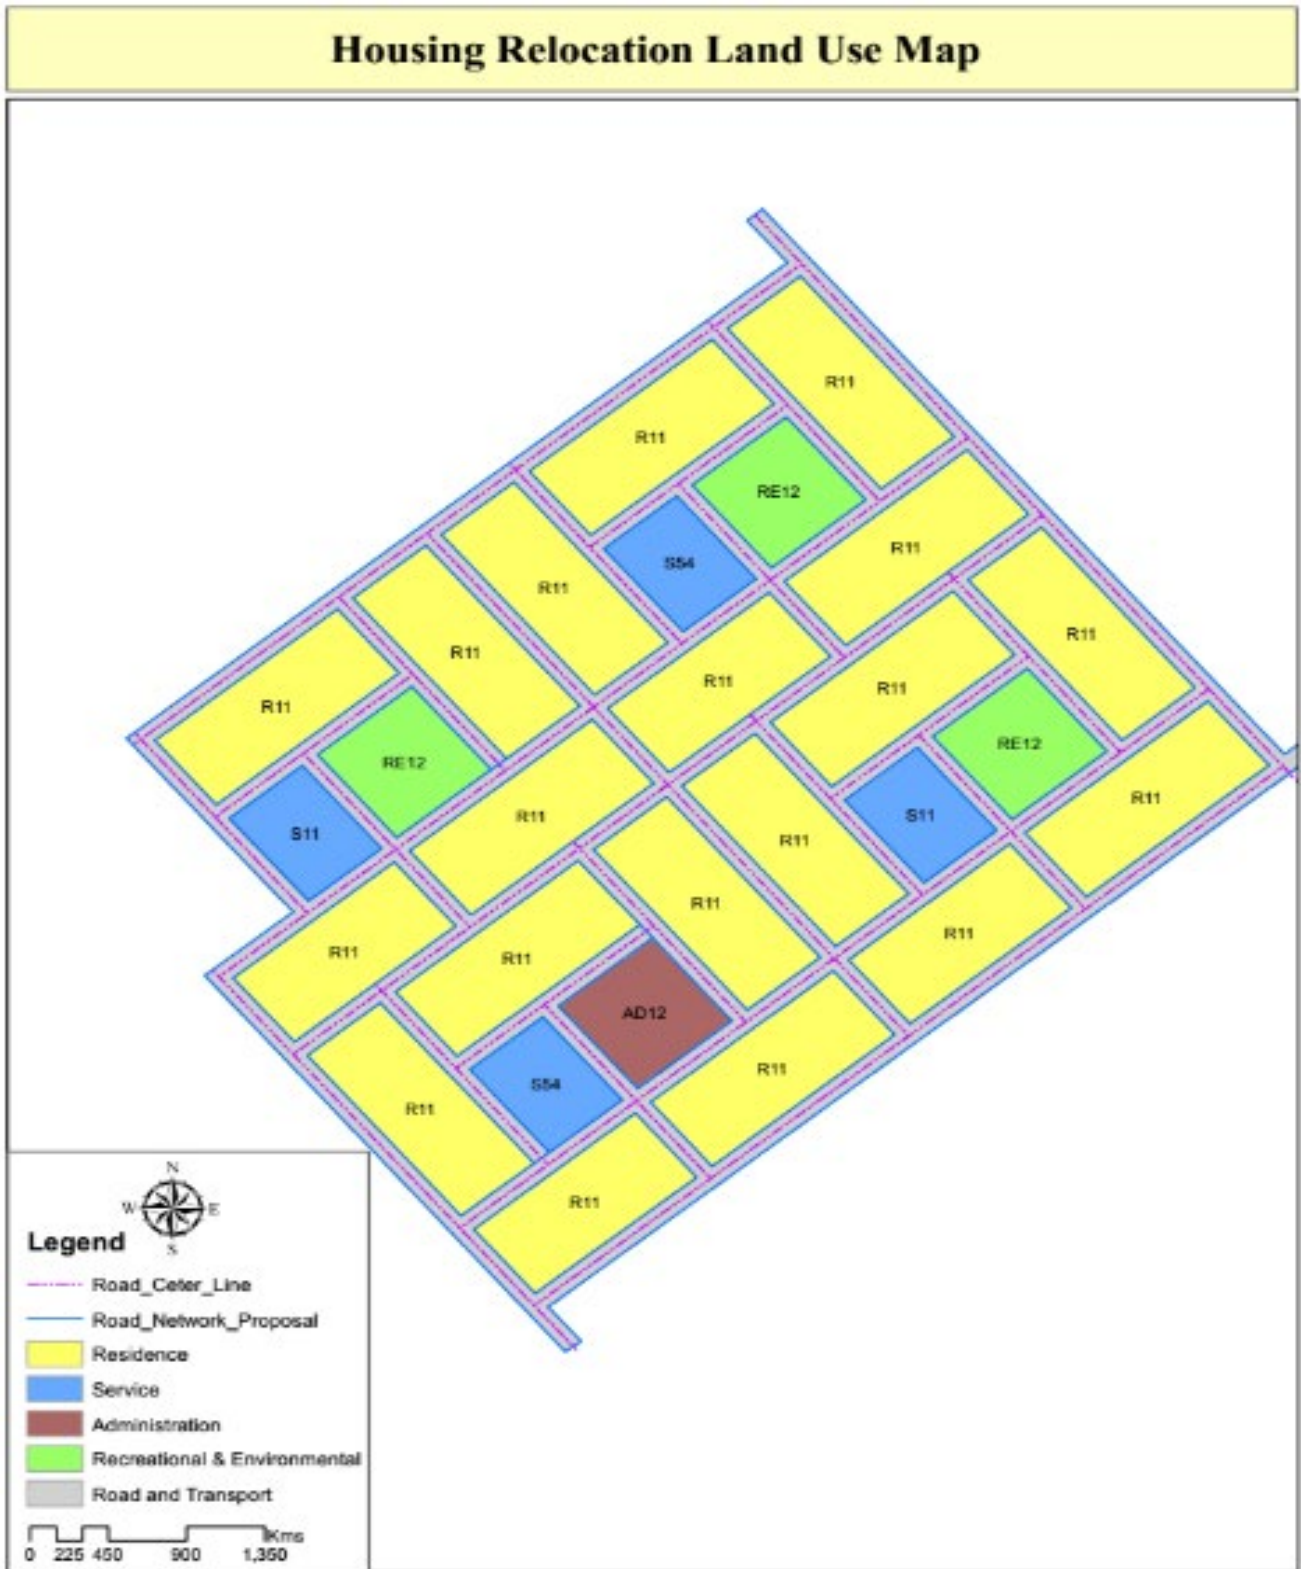 Housing Relocation Land Use Map
R11
R11
RE12
R11
S54
R11
R11
R11
R11
R11
R11
R11
RE12
RE12
R11
S11
R11
S11
R11
R11
R11
R11
R11
AD12
R11
S54
R11
R11
N
W E
S
Legend
Road_Ceter_Line
Road_Network_Proposal
Residence
Service
Administration
Recreational & Environmental
Road and Transport
Kms
0 225 450 900 1,350